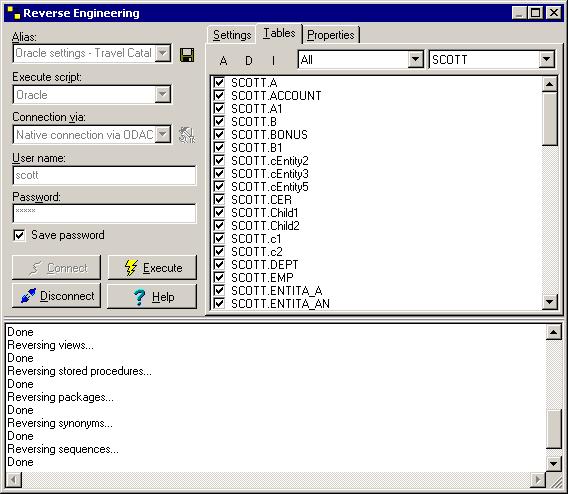 Reverse Engineering
Alias:
Oracle settings - Travel Catal
Execute script:
Oracle
Connection via:
Native connection via ODAC
User name:
scott
Password:
*****
Save password
Connect
Execute
Disconnect
? Help
Settings
Tables
Properties
A D I
All
SCOTT
SCOTT.A
SCOTT.ACCOUNT
SCOTT.A1
SCOTT.B
SCOTT.BONUS
SCOTT.B1
SCOTT.cEntity2
SCOTT.cEntity3
SCOTT.cEntity5
SCOTT.CER
SCOTT.Child1
SCOTT.Child2
SCOTT.c1
SCOTT.c2
SCOTT.DEPT
SCOTT.EMP
SCOTT.ENTITA_A
SCOTT.ENTITA_AN
Done
Reversing views...
Done
Reversing stored procedures...
Done
Reversing packages...
Done
Reversing synonyms...
Done
Reversing sequences...
Done